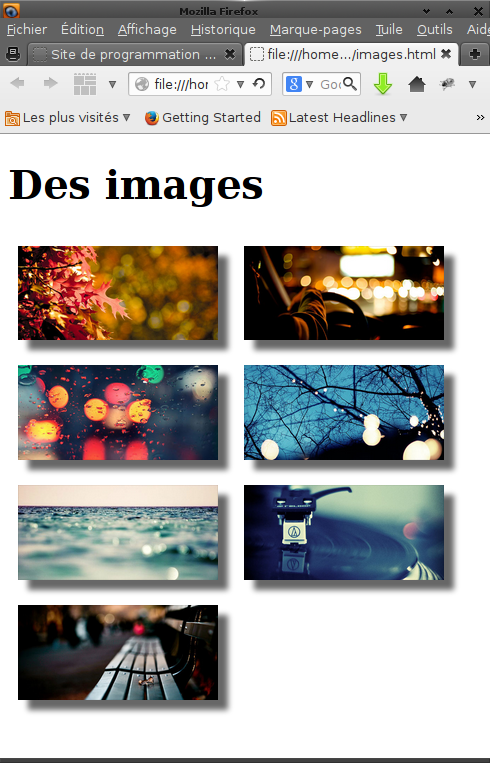 Mozilla Firefox
Fichier Édition Affichage Historique Marque-pages Tuile Outils Aid
Site de programmation ... file:///home.../images.html
file:///hor Goo
Les plus visités Getting Started Latest Headlines »
Des images